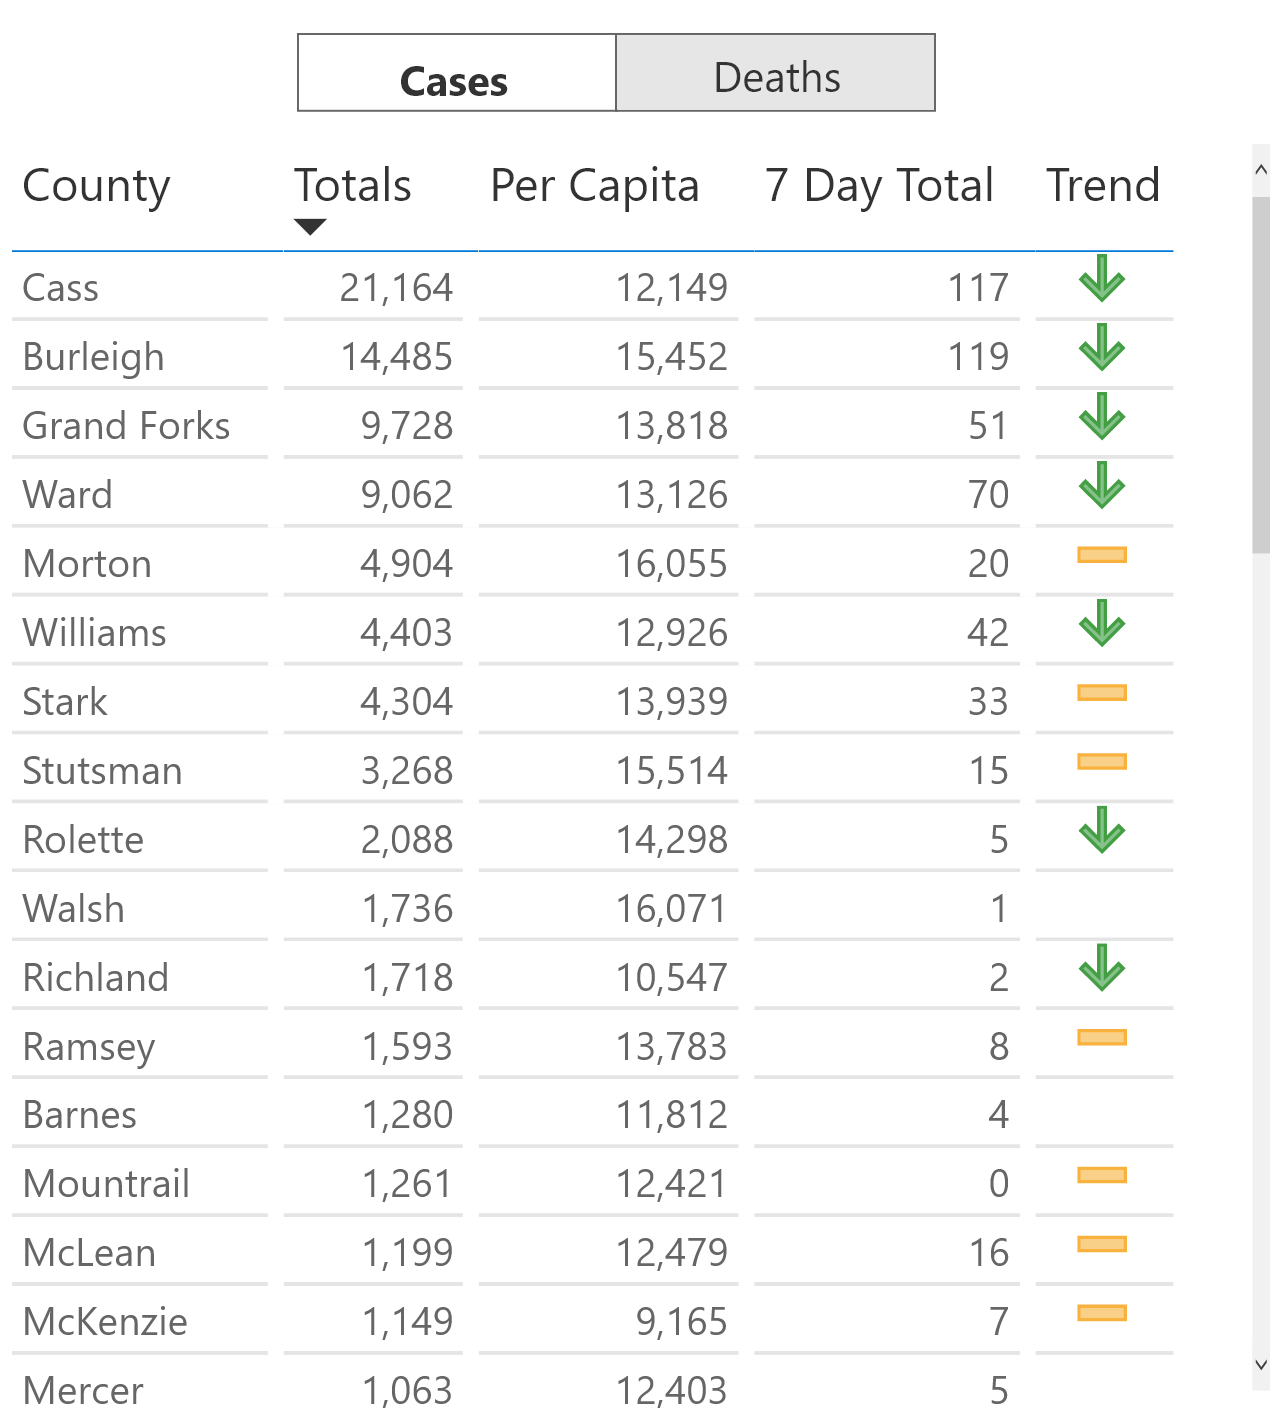 Cases Deaths
County Totals Per Capita 7 Day Total Trend
Cass 21,164 12,149 117
Burleigh 14,485 15,452 119
Grand Forks 9,728 13,818 51
Ward 9,062 13,126 70
Morton 4,904 16,055 20
Williams 4,403 12,926 42
Stark 4,304 13,939 33
Stutsman 3,268 15,514 15
Rolette 2,088 14,298 5
Walsh 1,736 16,071 1
Richland 1,718 10,547 2
Ramsey 1,593 13,783 8
Barnes 1,280 11,812 4
Mountrail 1,261 12,421 0
McLean 1,199 12,479 16
McKenzie 1,149 9,165 7
Mercer 1,063 12,403 5